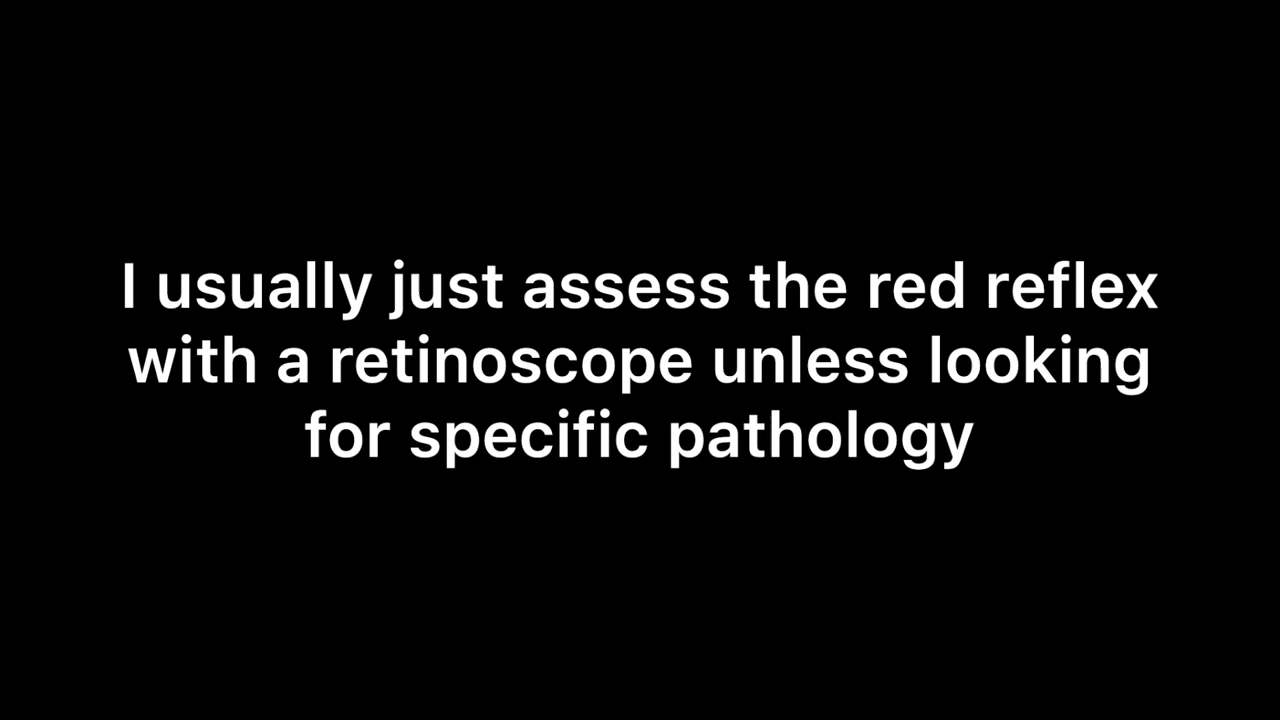 I usually just assess the red reflex
with a retinoscope unless looking
for specific pathology